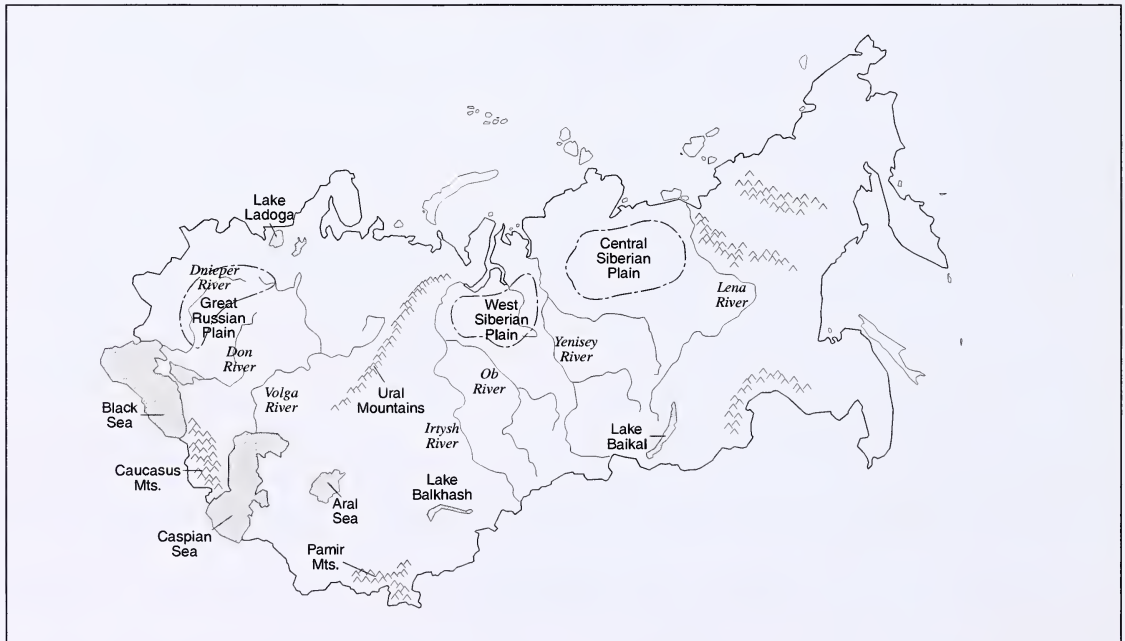 Lake
Ladoga
Dnieper
River
Great
Russian
Plain
Don
River
Volga
River
Black
Sea
Caucasus
Mts.
Caspian
Sea
Ural
Mountains
Aral
Sea
Pamir
Mts.
Irtysh
River
Lake
Balkhash
Ob
River
West
Siberian
Plain
Yenisey
River
Central
Siberian
Plain
Lena
River
Lake
Baikal